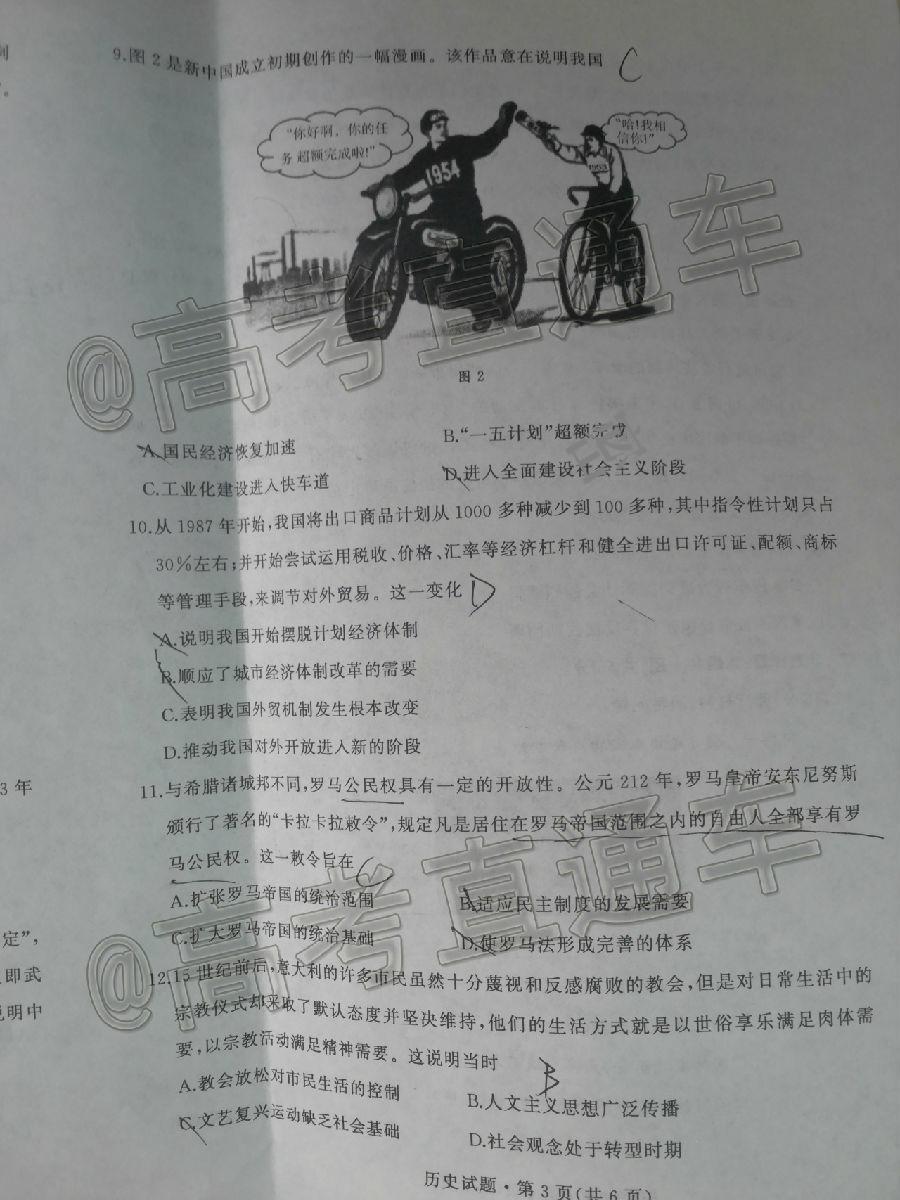 9.图2是新中国成立初期创作的一幅漫画。该作品意在说明我国 C
"你好啊，你的任
务超额完成啦!"
"哈!我相
信你!"
1954
1953
图2
A.国民经济恢复加速
B."一五计划"超额完成
D.进入全面建设社会主义阶段
C.工业化建设进入快车道
10.从1987年开始,我国将出口商品计划从1000多种减少到100多种,其中指令性计划只占
30%左右;并开始尝试运用税收、价格、汇率等经济杠杆和健全进出口许可证、配额、商标
等管理手段,来调节对外贸易。这一变化 D
A.说明我国开始摆脱计划经济体制
B.顺应了城市经济体制改革的需要
C.表明我国外贸机制发生根本改变
D.推动我国对外开放进入新的阶段
3年
11.与希腊诸城邦不同,罗马公民权具有一定的开放性。公元212年,罗马皇帝安东尼努斯
颁行了著名的"卡拉卡拉敕令",规定凡是居住在罗马帝国范围之内的自由人全部享有罗
马公民权。这一敕令旨在 C
A.扩张罗马帝国的统治范围
B.适应民主制度的发展需要
C.扩大罗马帝国的统治基础
D.使罗马法形成完善的体系
定",
即武
明中
12.15世纪前后,意大利的许多市民虽然十分蔑视和反感腐败的教会,但是对日常生活中的
宗教仪式却采取了默认态度并坚决维持,他们的生活方式就是以世俗享乐满足肉体需
要,以宗教活动满足精神需要。这说明当时 B
A.教会放松对市民生活的控制
B.人文主义思想广泛传播
C.文艺复兴运动缺乏社会基础
D.社会观念处于转型时期
历史试题·第3页(共6页)
@高考直通车
@高考直通车